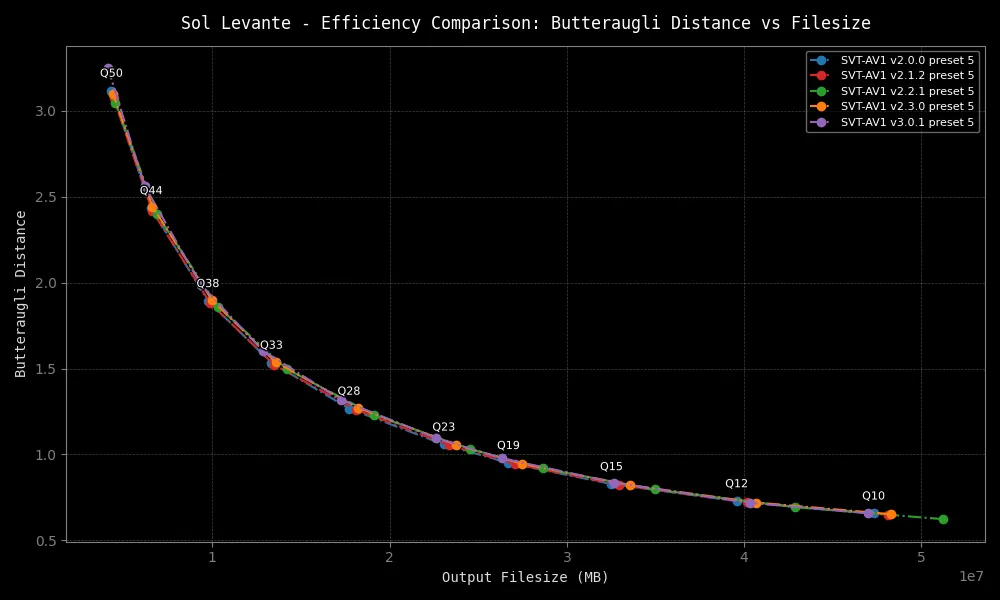 Sol Levante - Efficiency Comparison: Butteraugli Distance vs Filesize
SVT-AV1 v2.0.0 preset 5
SVT-AV1 v2.1.2 preset 5
SVT-AV1 v2.2.1 preset 5
SVT-AV1 v2.3.0 preset 5
SVT-AV1 v3.0.1 preset 5
Butteraugli Distance
3.0
2.5
2.0
1.5
1.0
0.5
Q50
Q44
Q38
Q33
Q28
Q23
Q19
Q15
Q12
Q10
1
2
3
4
5
1e7
Output Filesize (MB)